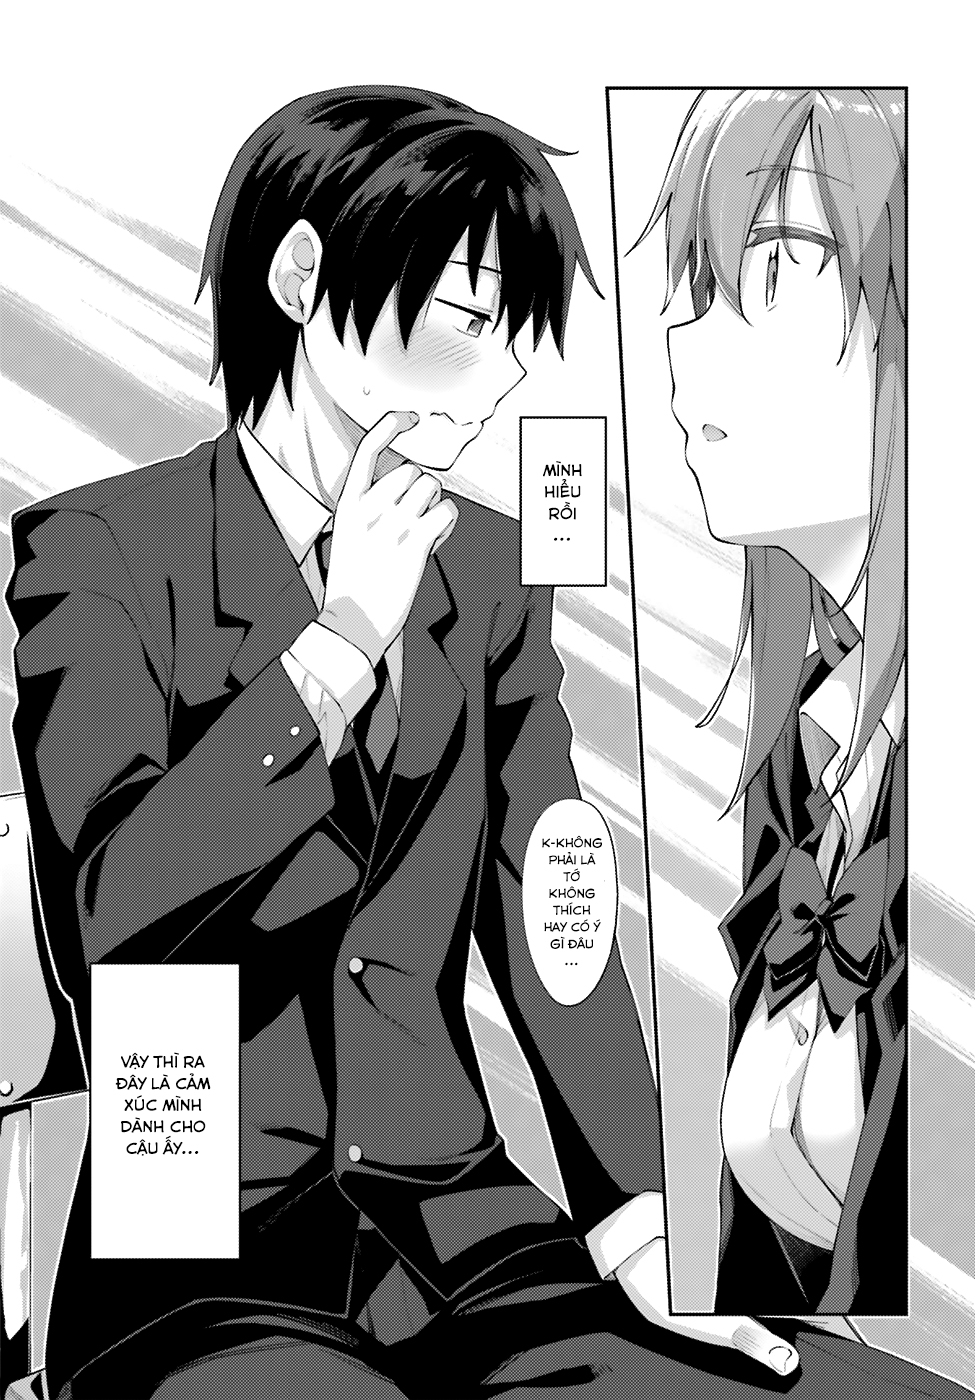 MÌNH
HIỂU
RỒI
...
K-KHÔNG
PHẢI LÀ
TỚ
KHÔNG
THÍCH
HAY CÓ Ý
GÌ ĐÂU
...
VẬY THÌ RA
ĐÂY LÀ CẢM
XÚC MÌNH
DÀNH CHO
CẬU ẤY...